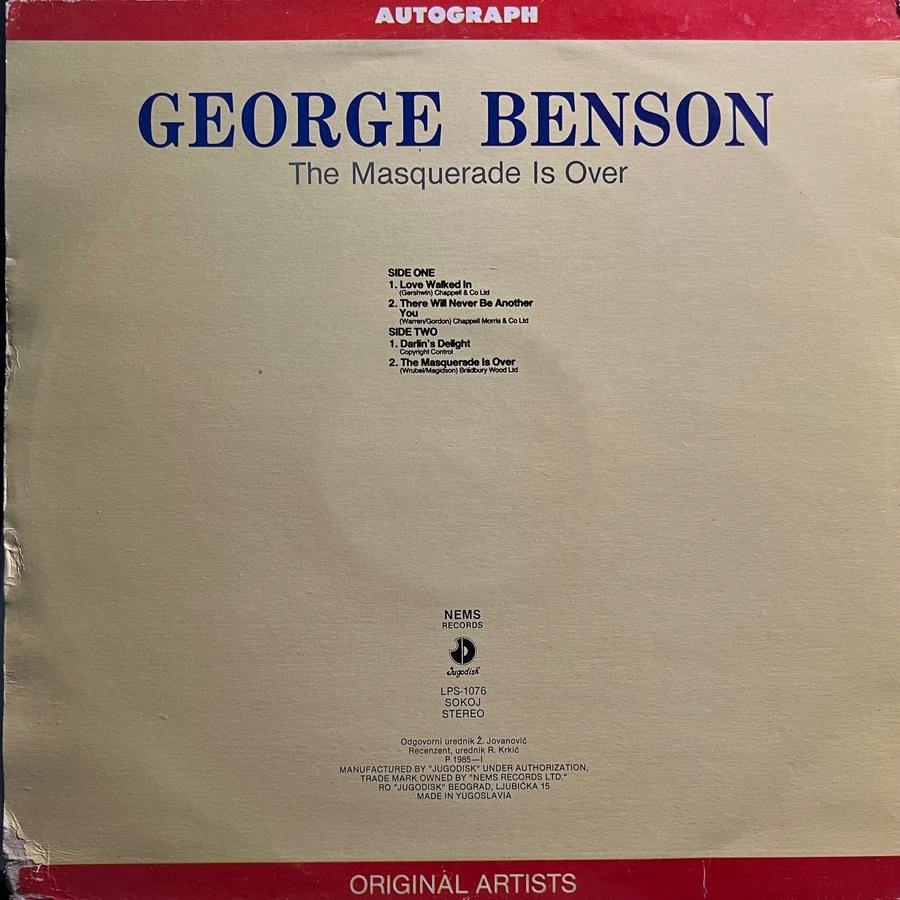 AUTOGRAPH
GEORGE BENSON
The Masquerade Is Over
SIDE ONE
1. Love Walked In
(Gershwin) Chappell & Co Ltd
2. There Will Never Be Another
You
(Warren/Gordon) Chappell Morris & Co Ltd
SIDE TWO
1. Darlin's Delight
Copyright Control
2. The Masquerade Is Over
(Wrubel/Magidson) Bradbury Wood Ltd
NEMS
RECORDS
Jugodisk
LPS-1076
SOKOJ
STEREO
Odgovorni urednik Ž. Jovanović
Recenzent, urednik R. Krkić
P 1985—I
MANUFACTURED BY "JUGODISK" UNDER AUTHORIZATION,
TRADE MARK OWNED BY "NEMS RECORDS LTD."
RO "JUGODISK" BEOGRAD, LJUBIČKA 15
MADE IN YUGOSLAVIA
ORIGINAL ARTISTS